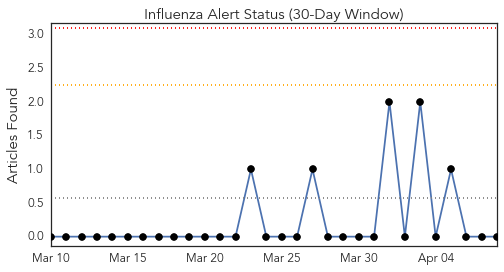 Influenza Alert Status (30-Day Window)
Articles Found
3.0
2.5
2.0
1.5
1.0
0.5
0.0
Mar 10 Mar 15 Mar 20 Mar 25 Mar 30 Apr 04